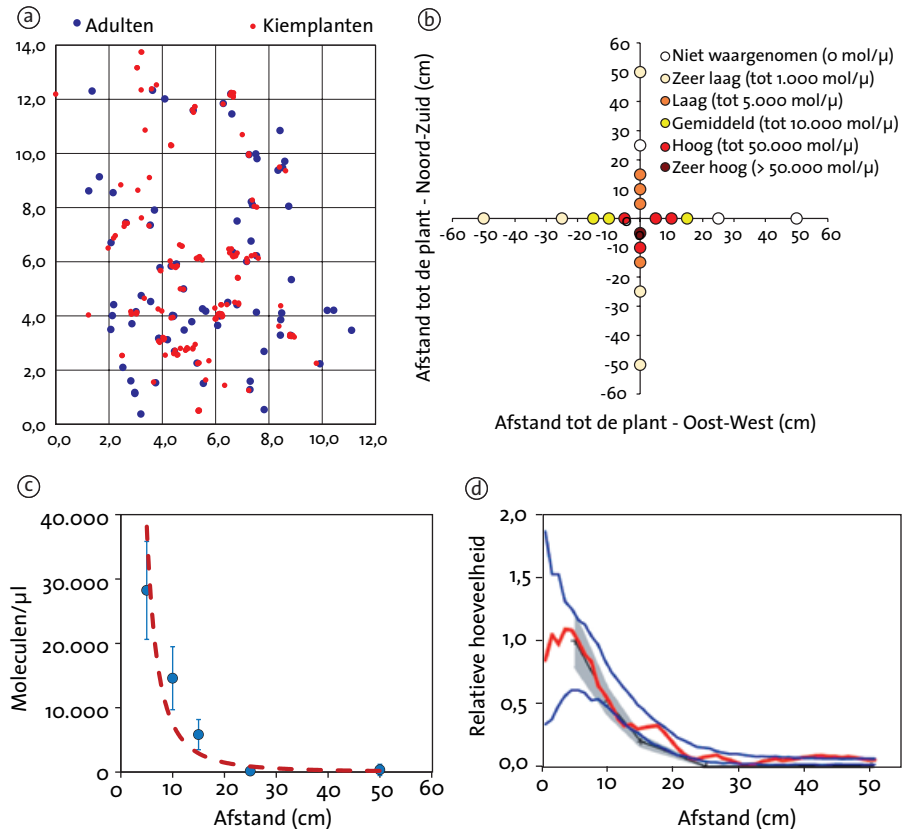 a
Adulten
Kiemplanten
14,0
12,0
10,0
8,0
6,0
4,0
2,0
0,0
0,0 2,0 4,0 6,0 8,0 10,0 12,0
b
Afstand tot de plant - Noord-Zuid (cm)
60
50
40
30
20
10
0
-10
-20
-30
-40
-50
-60
-60 -50 -40 -30 -20 -10 0 10 20 30 40 50 60
Niet waargenomen (0 mol/µ)
Zeer laag (tot 1.000 mol/µ)
Laag (tot 5.000 mol/µ)
Gemiddeld (tot 10.000 mol/µ)
Hoog (tot 50.000 mol/µ)
Zeer hoog (> 50.000 mol/µ)
Afstand tot de plant - Oost-West (cm)
c
Moleculen/µl
40.000
30.000
20.000
10.000
0
0 10 20 30 40 50 60
Afstand (cm)
d
Relatieve hoeveelheid
2,0
1,5
1,0
0,5
0,0
0 10 20 30 40 50
Afstand (cm)